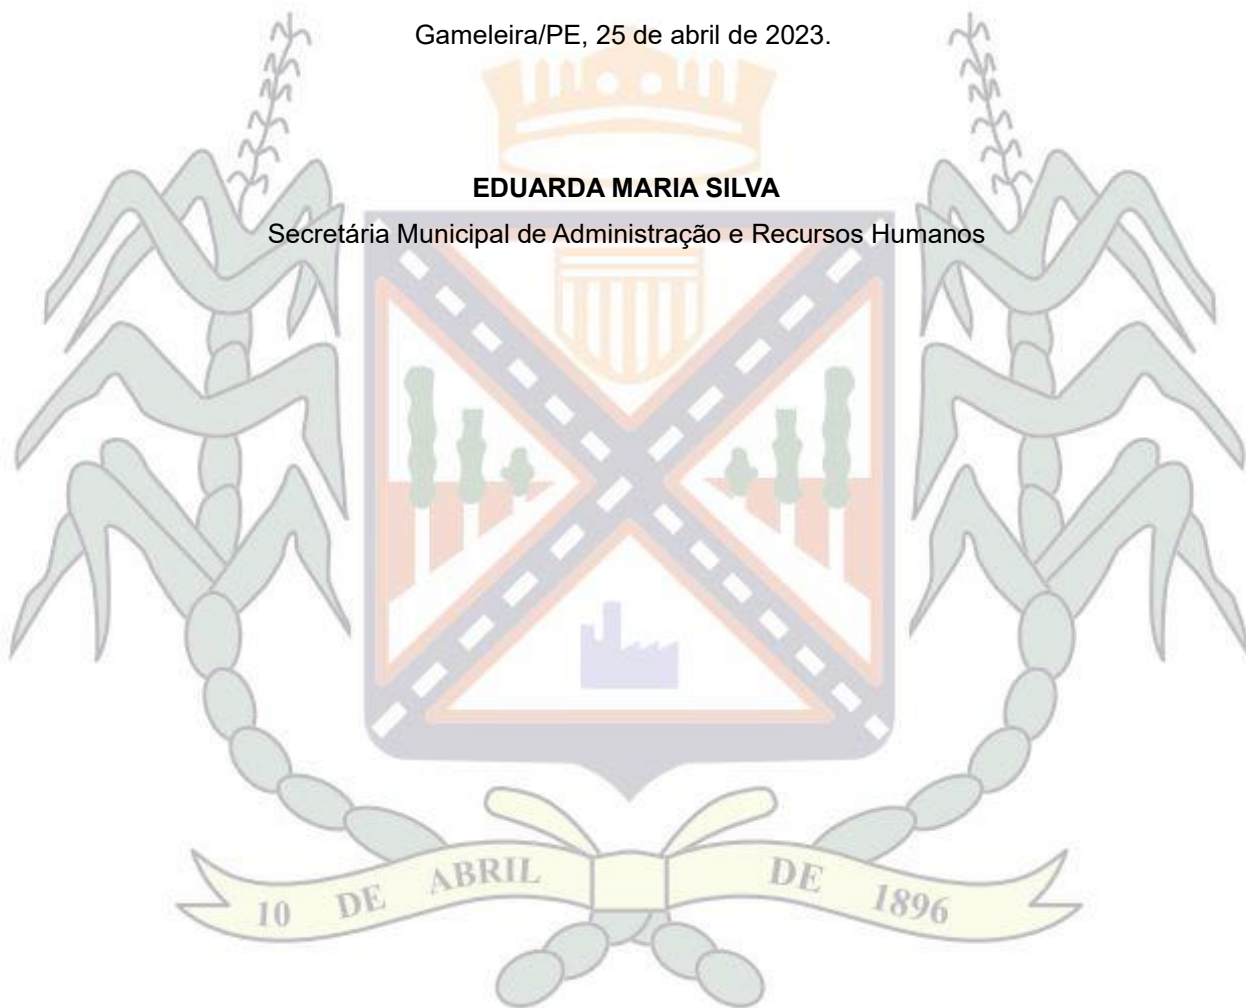 Gameleira/PE, 25 de abril de 2023.
EDUARDA MARIA SILVA
Secretária Municipal de Administração e Recursos Humanos
10 DE ABRIL DE 1896